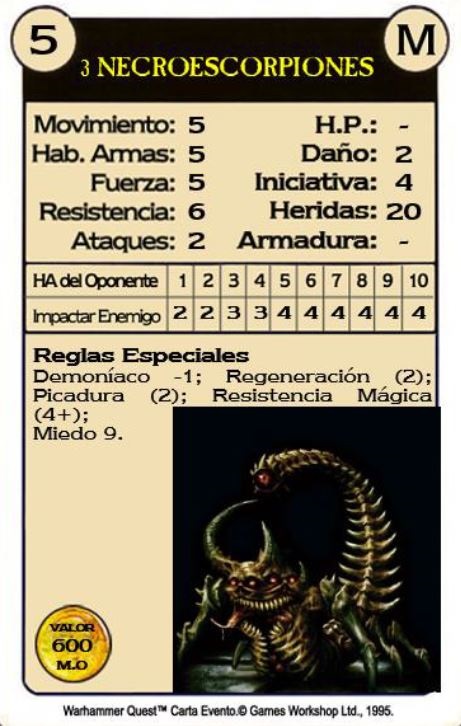 5
M
3 NECROESCORPIONES
Movimiento: 5 H.P.: -
Hab. Armas: 5 Daño: 2
Fuerza: 5 Iniciativa: 4
Resistencia: 6 Heridas: 20
Ataques: 2 Armadura: -
HA del Oponente 1 2 3 4 5 6 7 8 9 10
Impactar Enemigo 2 2 3 3 4 4 4 4 4 4
Reglas Especiales
Demoníaco -1; Regeneración (2);
Picadura (2); Resistencia Mágica
(4+);
Miedo 9.
VALOR
600
M.O
Warhammer Quest™ Carta Evento.© Games Workshop Ltd., 1995.